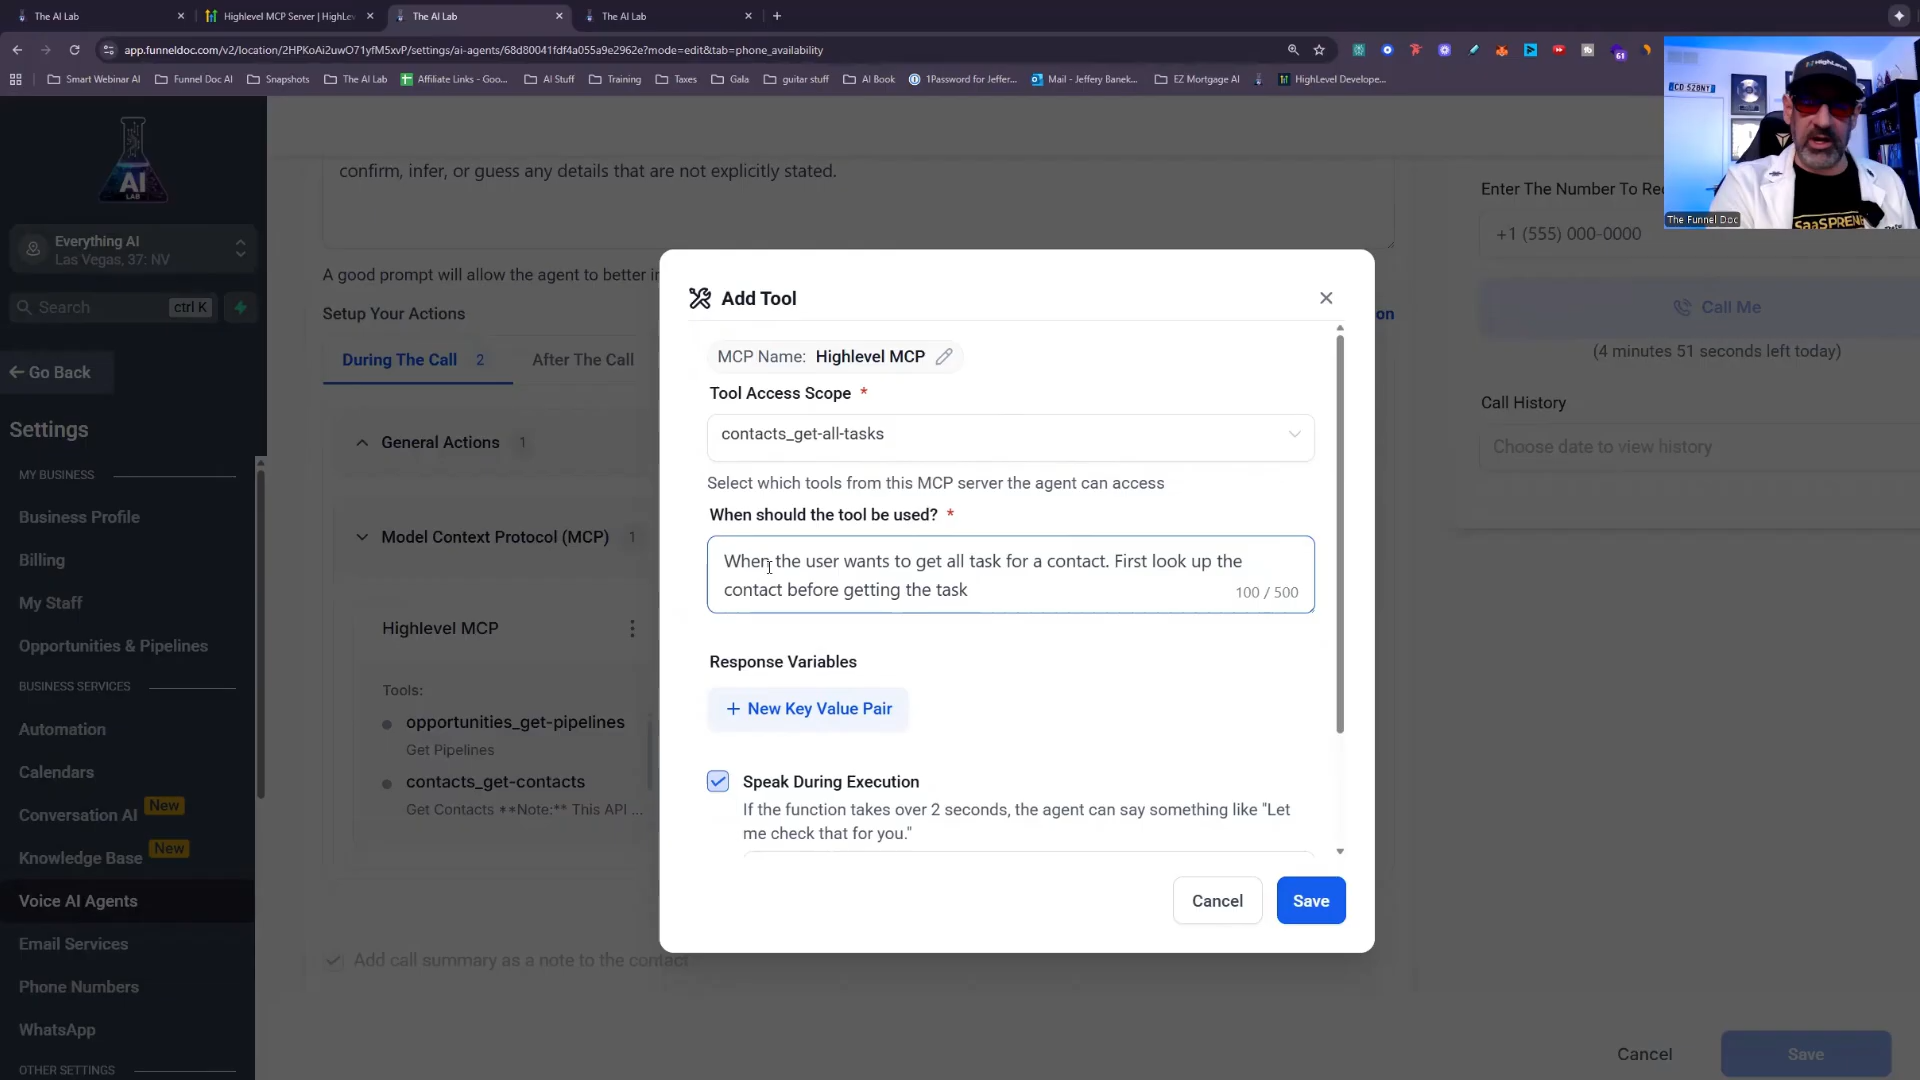 The AI Lab
Highlevel MCP Server | HighLev
The AI Lab
The AI Lab
app.funneldoc.com/v2/location/2HPKoAi2uwO71yfM5xvP/settings/ai-agents/68d80041fdf4a055a9e2962e?mode=edit&tab=phone_availability
61
Smart Webinar AI
Funnel Doc AI
Snapshots
The AI Lab
Affiliate Links - Goo...
AI Stuff
Training
Taxes
Gala
guitar stuff
AI Book
1Password for Jeffer...
Mail - Jeffery Banek...
EZ Mortgage AI
HighLevel Develope...
HighLevel
SaaSPRENE
The Funnel Doc
AI
LAB
Everything AI
Las Vegas, 37: NV
Search
ctrl K
Go Back
Settings
MY BUSINESS
Business Profile
Billing
My Staff
Opportunities & Pipelines
BUSINESS SERVICES
Automation
Calendars
Conversation AI
New
Knowledge Base
New
Voice AI Agents
Email Services
Phone Numbers
WhatsApp
OTHER SETTINGS
confirm, infer, or guess any details that are not explicitly stated.
A good prompt will allow the agent to better i
Setup Your Actions
on
During The Call 2
After The Call
General Actions 1
Model Context Protocol (MCP) 1
Highlevel MCP
Tools:
opportunities_get-pipelines
Get Pipelines
contacts_get-contacts
Get Contacts **Note:** This API ...
Add call summary as a note to the contact
Add Tool
MCP Name: Highlevel MCP
Tool Access Scope *
contacts_get-all-tasks
Select which tools from this MCP server the agent can access
When should the tool be used? *
When the user wants to get all task for a contact. First look up the
contact before getting the task
100 / 500
Response Variables
+ New Key Value Pair
Speak During Execution
If the function takes over 2 seconds, the agent can say something like "Let
me check that for you."
Cancel
Save
Enter The Number To Re
+1 (555) 000-0000
Call Me
(4 minutes 51 seconds left today)
Call History
Choose date to view history
Cancel
Save